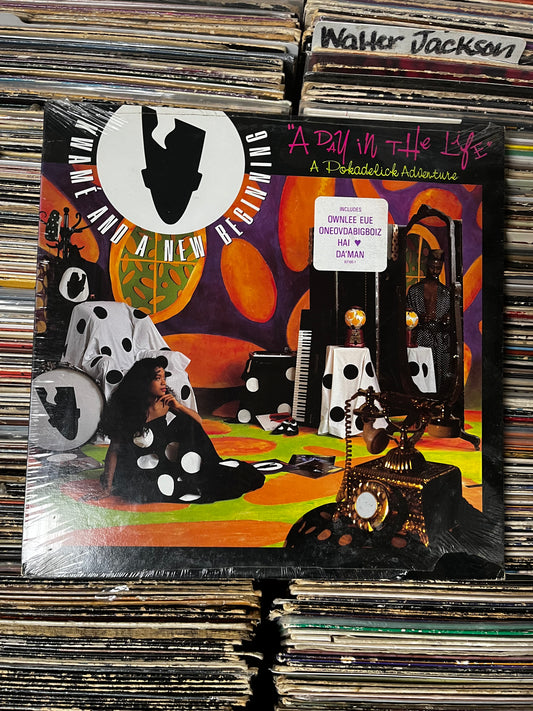 Walter Jackson
KWAMÉ AND A NEW BEGINNING
"A DAY iN THE LiFE"
A Pokadelick Adventure
INCLUDES
OWNLEE EUE
ONEOVDABIGBOIZ
HAI ♥
DA'MAN